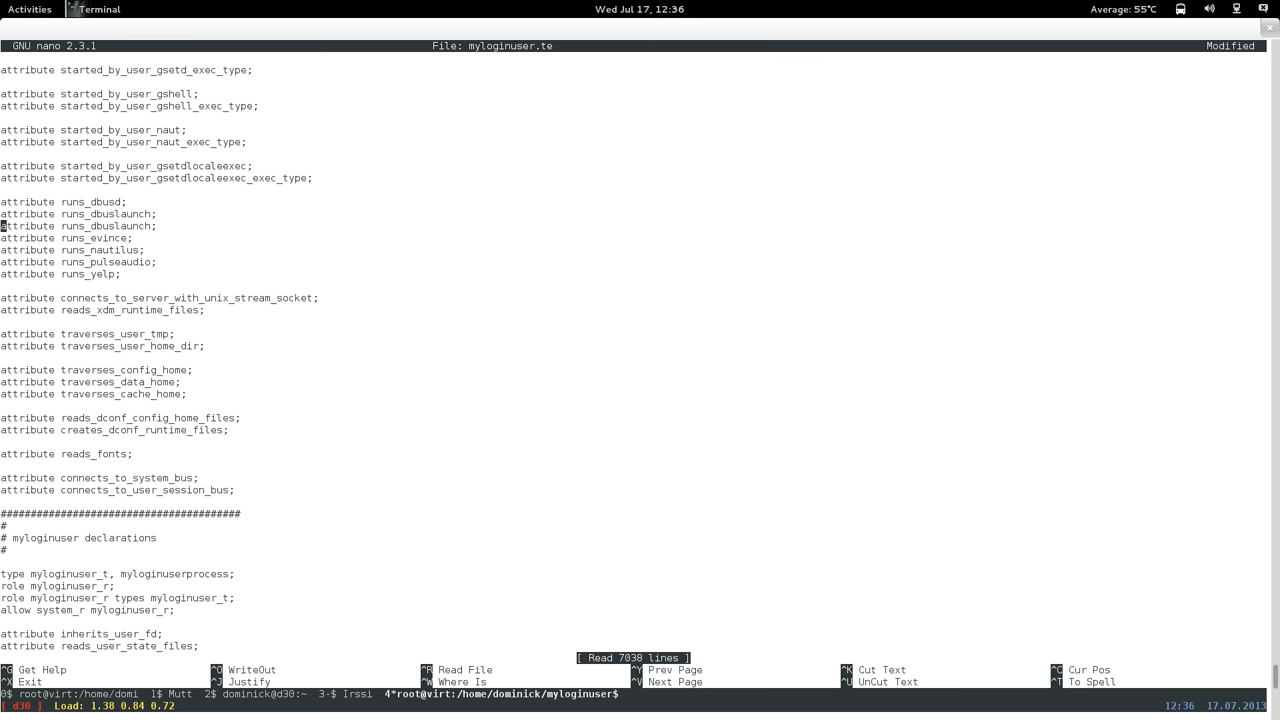 Activities Terminal Wed Jul 17, 12:36 Average: 55°C
GNU nano 2.3.1 File: myloginuser.te Modified
attribute started_by_user_gsetd_exec_type;
attribute started_by_user_gshell;
attribute started_by_user_gshell_exec_type;
attribute started_by_user_naut;
attribute started_by_user_naut_exec_type;
attribute started_by_user_gsetdlocaleexec;
attribute started_by_user_gsetdlocaleexec_exec_type;
attribute runs_dbusd;
attribute runs_dbuslaunch;
attribute runs_dbuslaunch;
attribute runs_evince;
attribute runs_nautilus;
attribute runs_pulseaudio;
attribute runs_yelp;
attribute connects_to_server_with_unix_stream_socket;
attribute reads_xdm_runtime_files;
attribute traverses_user_tmp;
attribute traverses_user_home_dir;
attribute traverses_config_home;
attribute traverses_data_home;
attribute traverses_cache_home;
attribute reads_dconf_config_home_files;
attribute creates_dconf_runtime_files;
attribute reads_fonts;
attribute connects_to_system_bus;
attribute connects_to_user_session_bus;
########################################
#
# myloginuser declarations
#
type myloginuser_t, myloginuserprocess;
role myloginuser_r;
role myloginuser_r types myloginuser_t;
allow system_r myloginuser_r;
attribute inherits_user_fd;
attribute reads_user_state_files;
[ Read 7038 lines ]
^G Get Help ^O WriteOut ^R Read File ^Y Prev Page ^K Cut Text ^C Cur Pos
^X Exit ^J Justify ^W Where Is ^V Next Page ^U UnCut Text ^T To Spell
0$ root@virt:/home/domi 1$ Mutt 2$ dominick@d30:~ 3-$ Irssi 4*root@virt:/home/dominick/myloginuser$
[ d30 ] Load: 1.38 0.84 0.72 12:36 17.07.2013